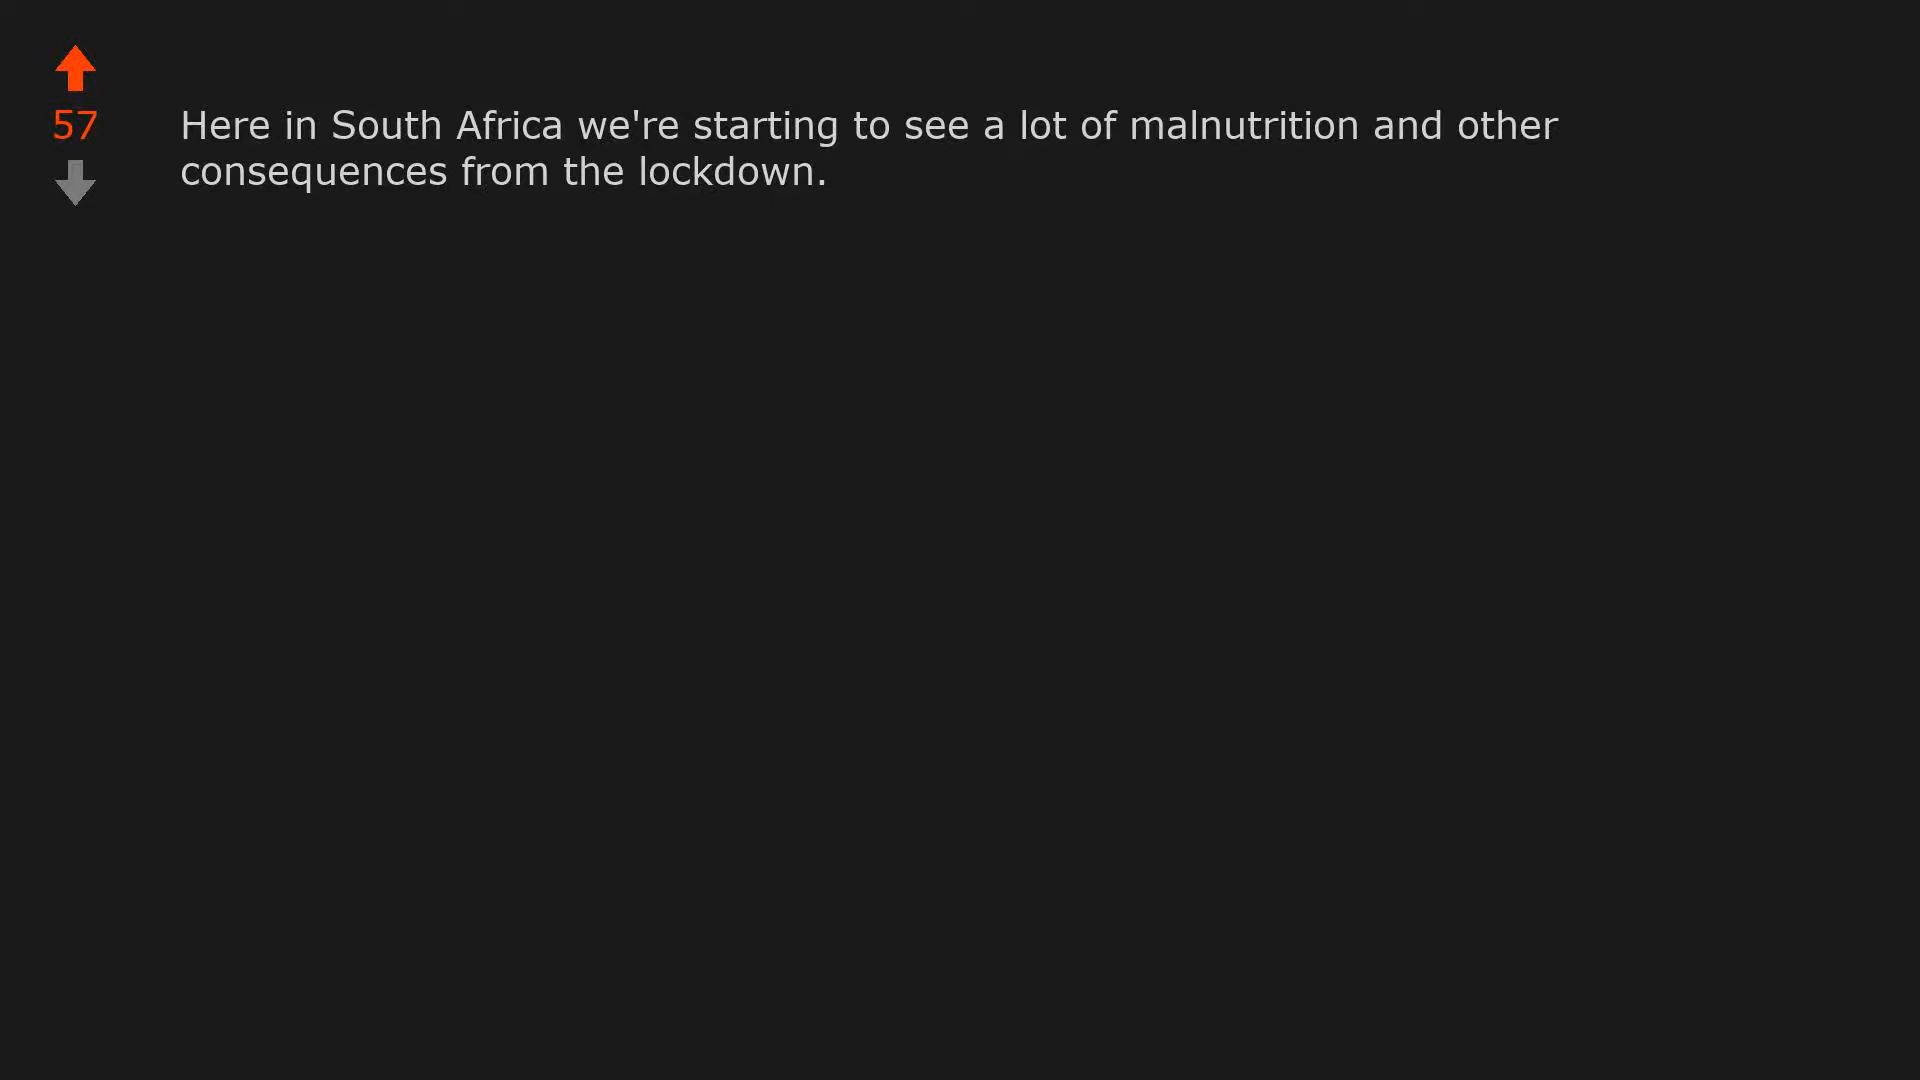 57
Here in South Africa we're starting to see a lot of malnutrition and other
consequences from the lockdown.